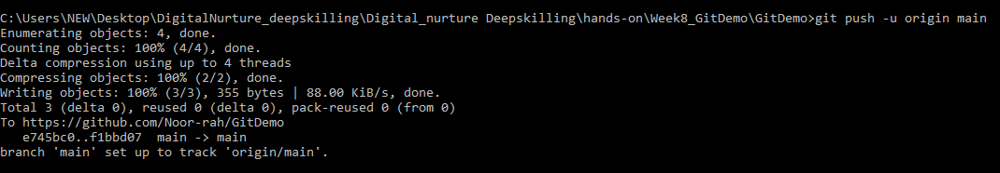 C:\Users\NEW\Desktop\DigitalNurture_deepskilling\Digital_nurture Deepskilling\hands-on\Week8_GitDemo\GitDemo>git push -u origin main
Enumerating objects: 4, done.
Counting objects: 100% (4/4), done.
Delta compression using up to 4 threads
Compressing objects: 100% (2/2), done.
Writing objects: 100% (3/3), 355 bytes | 88.00 KiB/s, done.
Total 3 (delta 0), reused 0 (delta 0), pack-reused 0 (from 0)
To https://github.com/Noor-rah/GitDemo
   e745bc0..f1bbd07  main -> main
branch 'main' set up to track 'origin/main'.